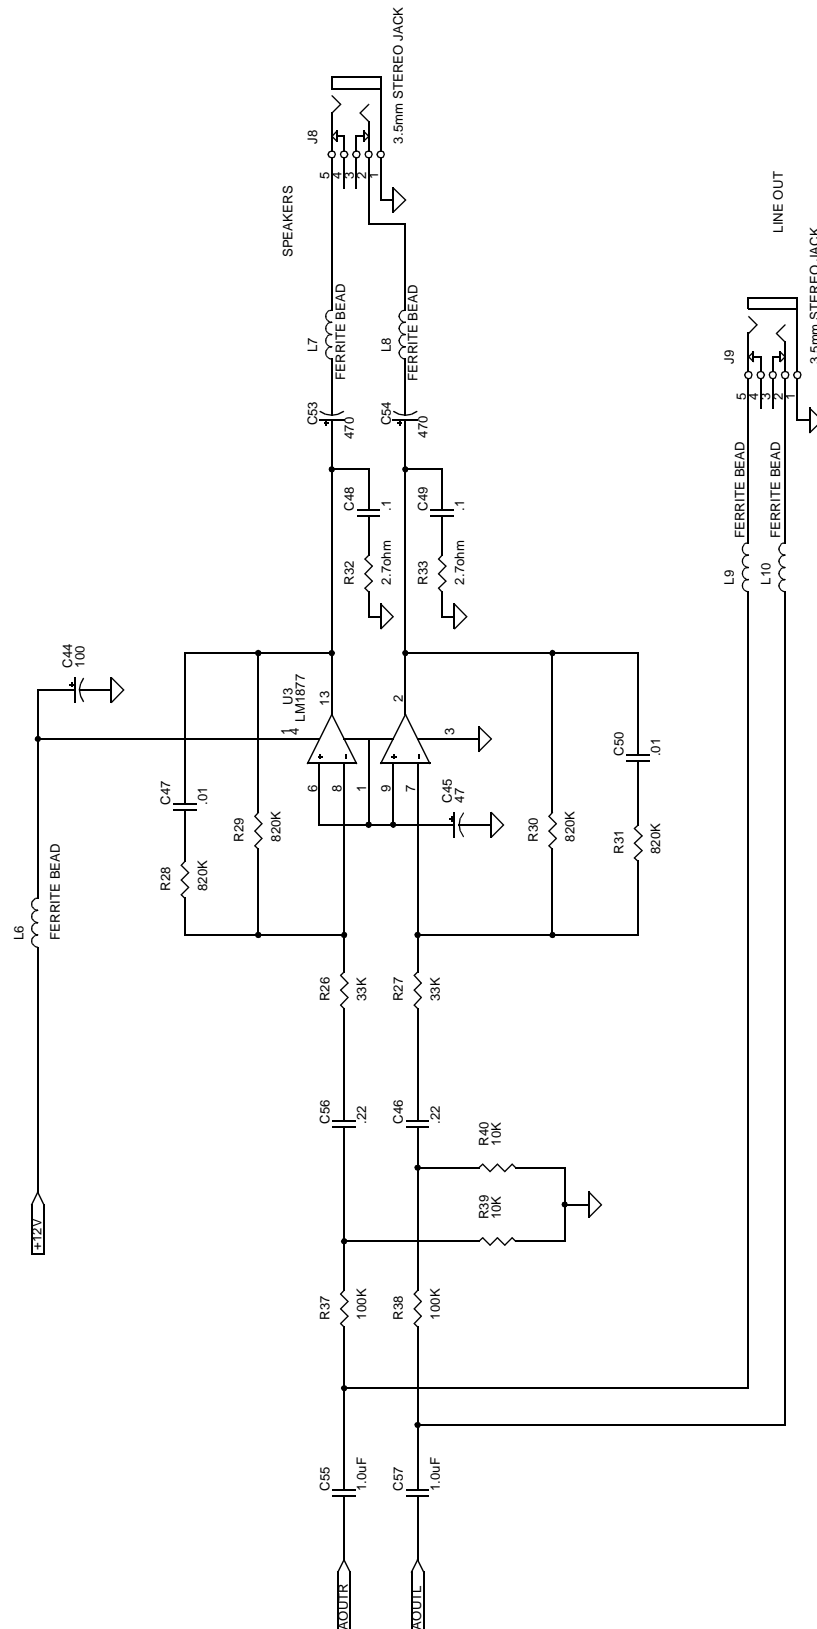 SPEAKERS
J8
3.5mm STEREO JACK
5
4
3
2
1
LINE OUT
J9
3.5mm STEREO JACK
5
4
3
2
1
L7
FERRITE BEAD
L8
FERRITE BEAD
C53
470
C54
470
C48
.1
C49
.1
R32
2.7ohm
R33
2.7ohm
L9
FERRITE BEAD
L10
FERRITE BEAD
C44
100
U3
LM1877
14
13
2
3
6
8
1
9
7
C45
47
C47
.01
R28
820K
R29
820K
R30
820K
C50
.01
R31
820K
L6
FERRITE BEAD
+12V
R26
33K
R27
33K
C56
.22
C46
.22
R40
10K
R39
10K
R37
100K
R38
100K
C55
1.0uF
C57
1.0uF
AOUTR
AOUTL